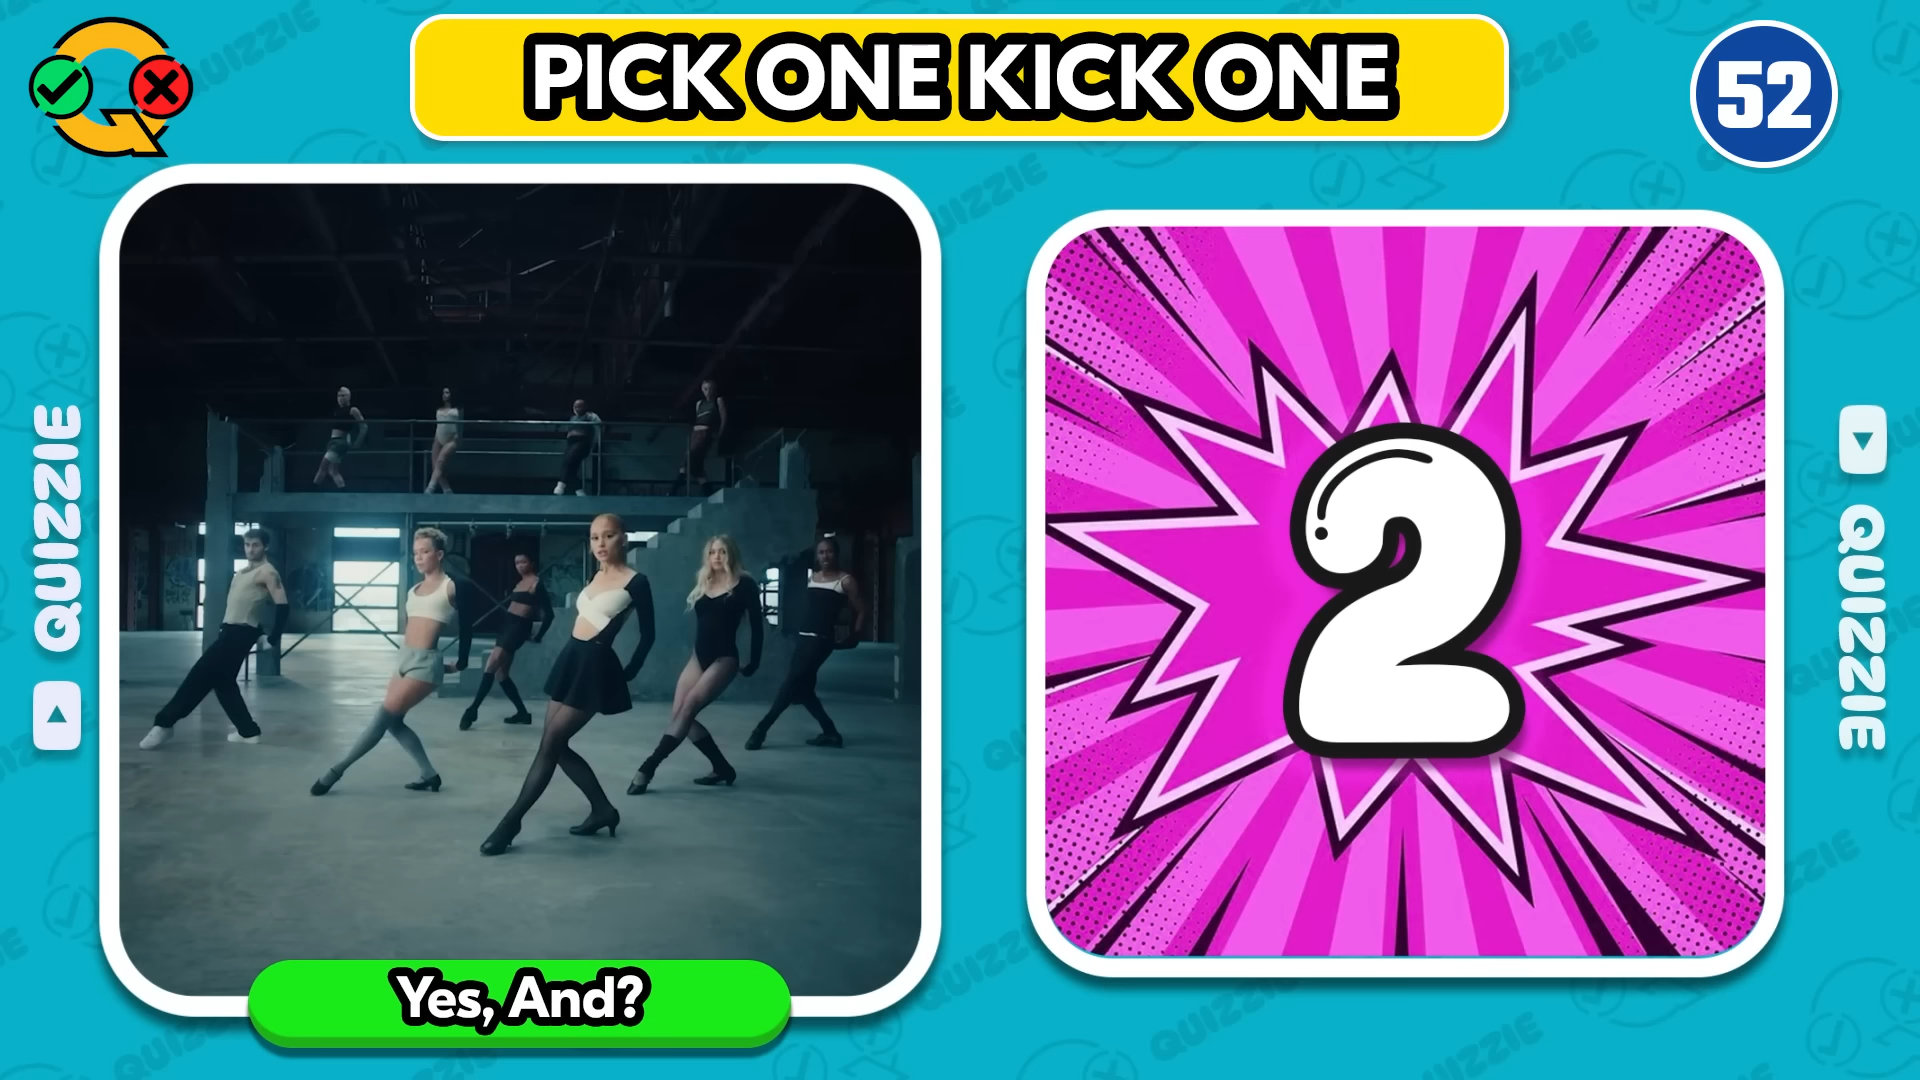 PICK ONE KICK ONE
52
QUIZZIE
2
QUIZZIE
Yes, And?